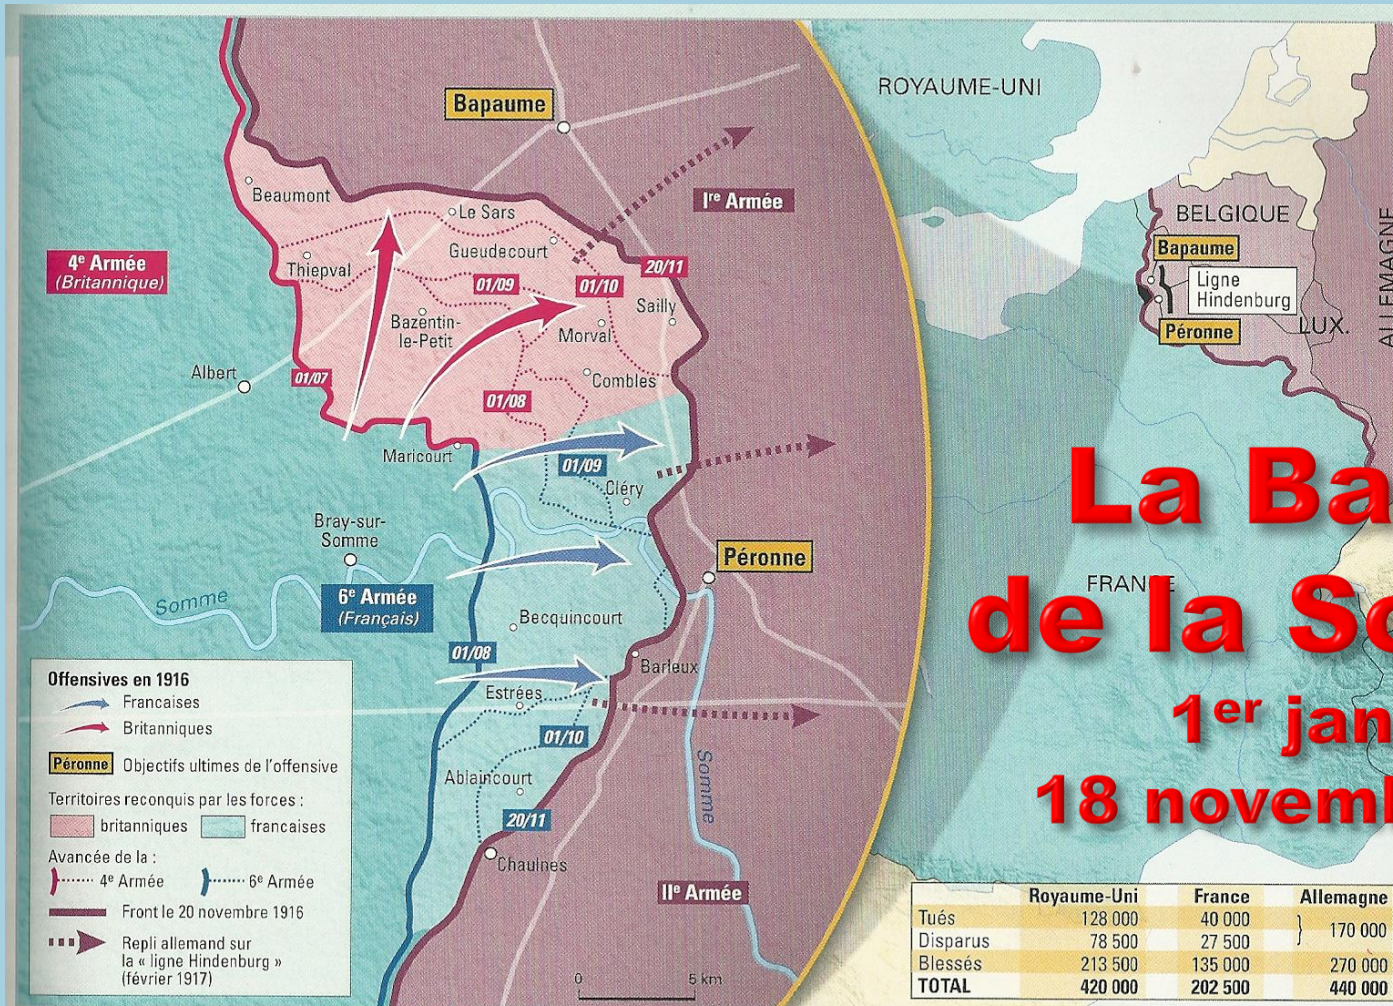 Bapaume
Beaumont
Le Sars
Gueudecourt
Iʳᵉ Armée
4ᵉ Armée
(Britannique)
Thiepval
01/09
01/10
20/11
Sailly
Bazentin-
le-Petit
Morval
Albert
01/07
Combles
01/08
Maricourt
01/09
Cléry
Bray-sur-
Somme
Péronne
Somme
6ᵉ Armée
(Français)
Becquincourt
01/08
Barleux
Estrées
01/10
Somme
Ablaincourt
20/11
Chaulnes
IIᵉ Armée
0 5 km
Offensives en 1916
Francaises
Britanniques
Péronne Objectifs ultimes de l'offensive
Territoires reconquis par les forces :
britanniques francaises
Avancée de la :
4ᵉ Armée 6ᵉ Armée
Front le 20 novembre 1916
Repli allemand sur
la « ligne Hindenburg »
(février 1917)
ROYAUME-UNI
BELGIQUE
Bapaume
Ligne
Hindenburg
Péronne
LUX.
ALLEMAGNE
FRANCE
La Ba
de la So
1er jan
18 novem
Royaume-Uni France Allemagne
Tués 128 000 40 000
Disparus 78 500 27 500 } 170 000
Blessés 213 500 135 000 270 000
TOTAL 420 000 202 500 440 000